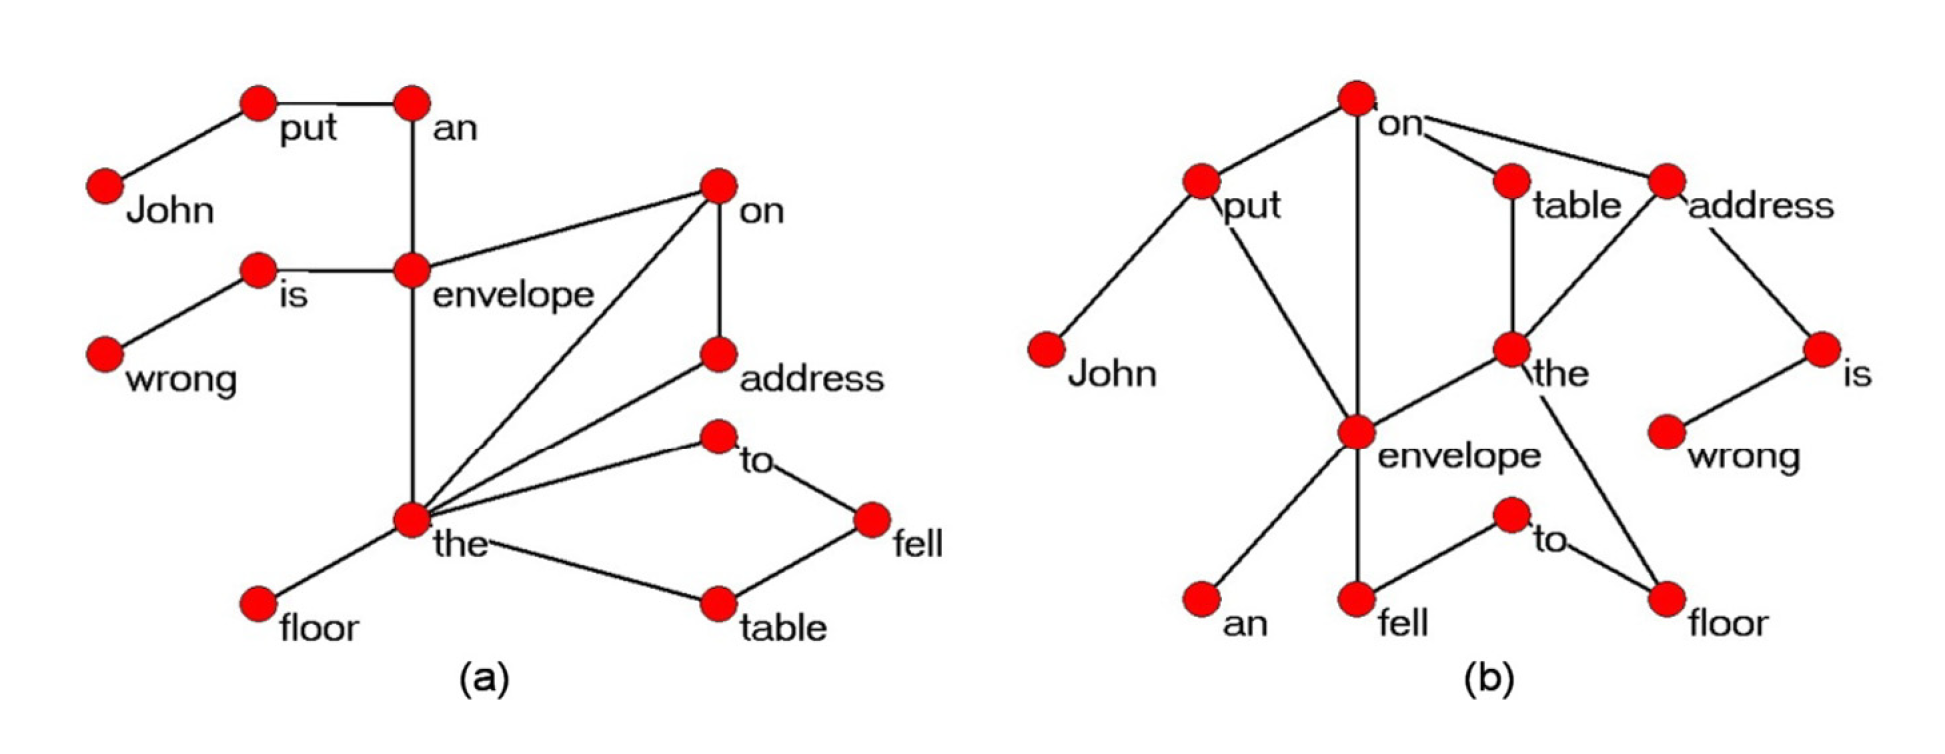 put
an
John
on
is
envelope
wrong
address
to
the
fell
floor
table
(a)
on
put
table
address
John
the
is
envelope
wrong
to
an
fell
floor
(b)